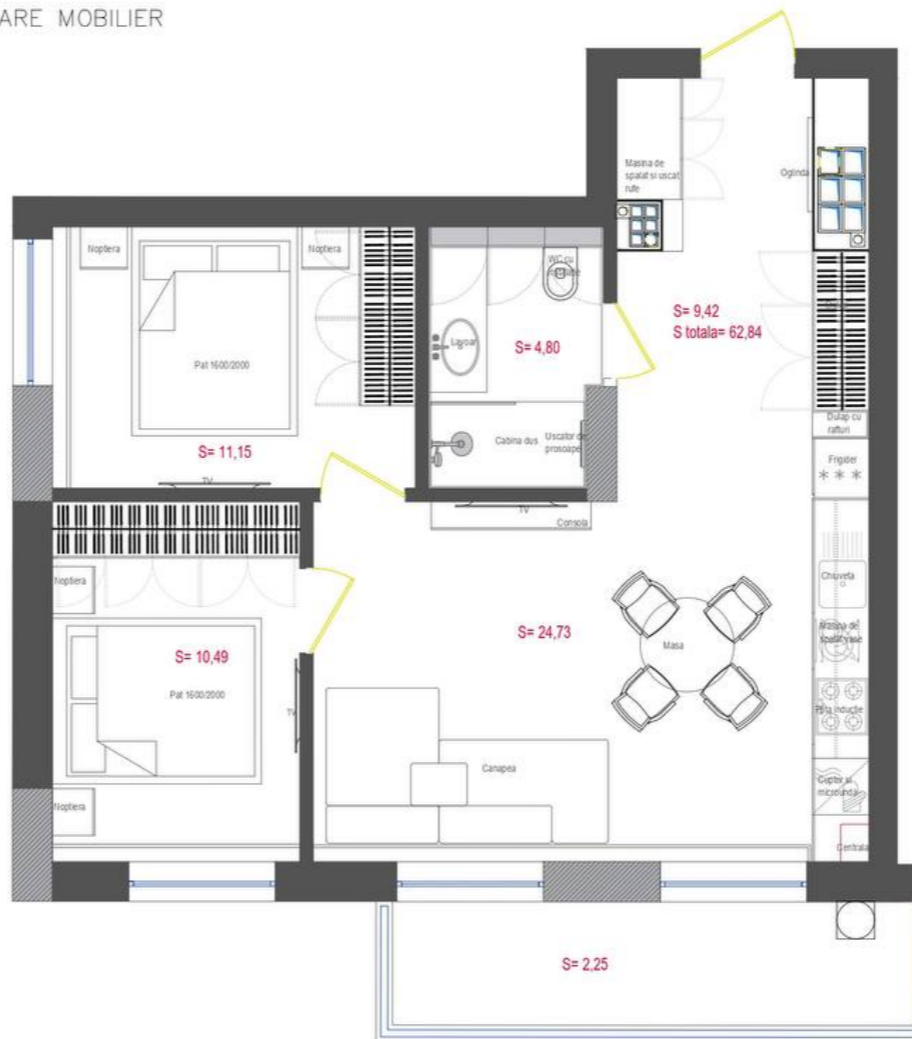 ARE MOBILIER
Masina de
spalat si uscat
rufe
Oglinda
Noptiera
Noptiera
WC cu
Lavoar
S= 4,80
S= 9,42
S totala= 62,84
Pat 1600/2000
S= 11,15
TV
Cabina dus
Uscator de
prosoape
Dulap cu
rafturi
Frigider
***
TV
Consola
Noptiera
Chiuveta
S= 10,49
Pat 1600/2000
TV
S= 24,73
Masa
Masina de
spalat vase
Plita inductie
Canapea
Cuptor si
microunda
Noptiera
Centrala
S= 2,25